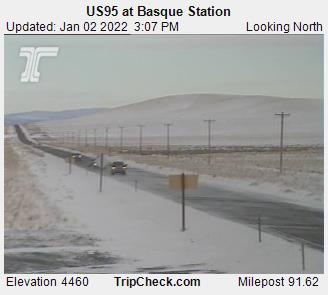 US95 at Basque Station
Updated: Jan 02 2022 3:07 PM Looking North
Elevation 4460 TripCheck.com Milepost 91.62